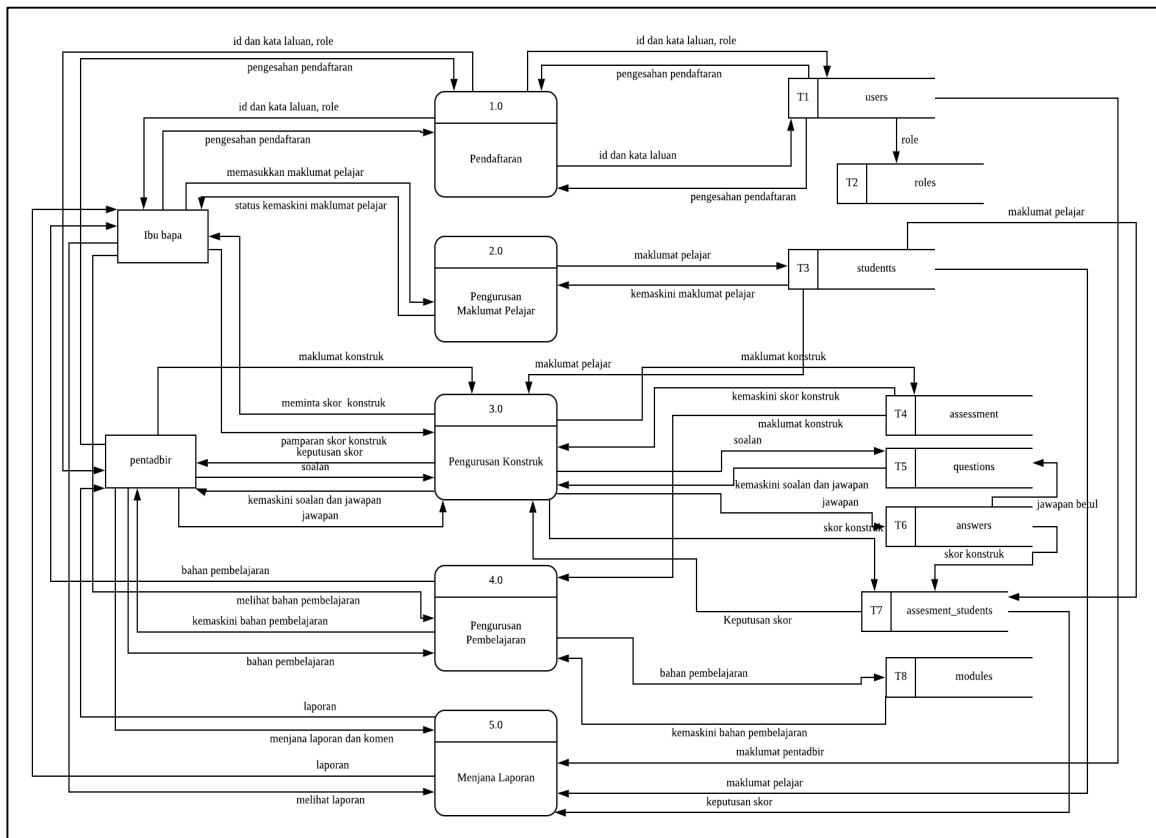 id dan kata laluan, role
id dan kata laluan, role
pengesahan pendaftaran
pengesahan pendaftaran
1.0
T1
users
id dan kata laluan, role
pengesahan pendaftaran
role
Pendaftaran
id dan kata laluan
memasukkan maklumat pelajar
T2
roles
pengesahan pendaftaran
status kemaskini maklumat pelajar
maklumat pelajar
Ibu bapa
2.0
maklumat pelajar
T3
studentts
Pengurusan
Maklumat Pelajar
kemaskini maklumat pelajar
maklumat konstruk
maklumat pelajar
maklumat konstruk
meminta skor konstruk
3.0
kemaskini skor konstruk
T4
assessment
maklumat konstruk
pamparan skor konstruk
soalan
keputusan skor
pentadbir
Pengurusan Konstruk
soalan
T5
questions
kemaskini soalan dan jawapan
kemaskini soalan dan jawapan
jawapan
jawapan betul
jawapan
skor konstruk
T6
answers
skor konstruk
bahan pembelajaran
4.0
melihat bahan pembelajaran
T7
assesment_students
kemaskini bahan pembelajaran
Keputusan skor
Pengurusan
Pembelajaran
bahan pembelajaran
bahan pembelajaran
T8
modules
laporan
5.0
kemaskini bahan pembelajaran
menjana laporan dan komen
maklumat pentadbir
laporan
Menjana Laporan
maklumat pelajar
melihat laporan
keputusan skor